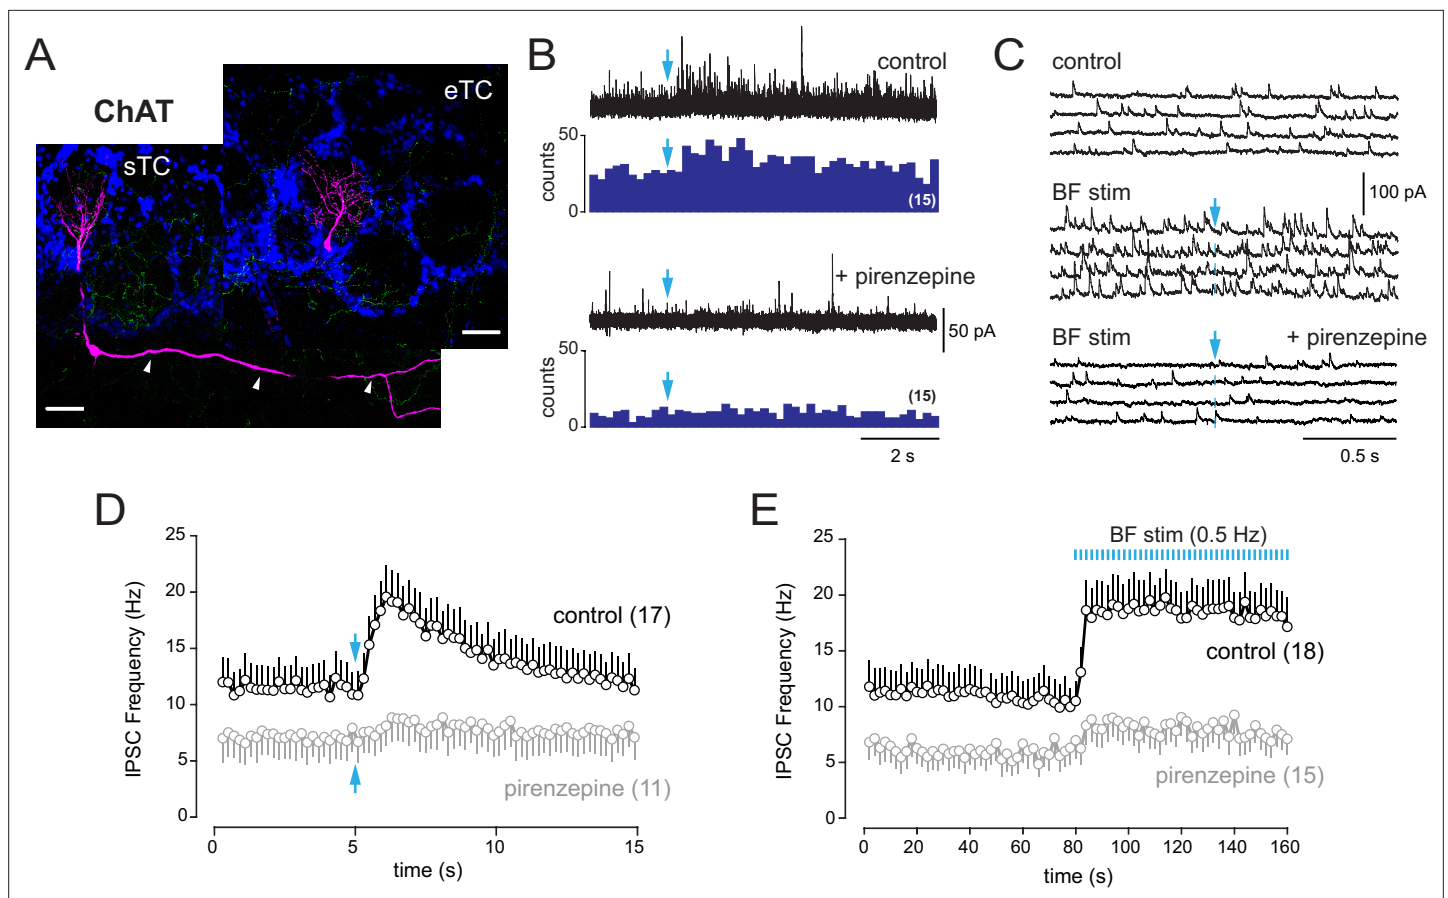 A
ChAT
sTC
eTC
B
control
50
counts
0
(15)
+ pirenzepine
50 pA
50
counts
0
(15)
2 s
C
control
100 pA
BF stim
BF stim
+ pirenzepine
0.5 s
D
25
20
15
10
5
0
IPSC Frequency (Hz)
control (17)
pirenzepine (11)
0
5
10
15
time (s)
E
25
20
15
10
5
0
IPSC Frequency (Hz)
BF stim (0.5 Hz)
control (18)
pirenzepine (15)
0
20
40
60
80
100
120
140
160
time (s)